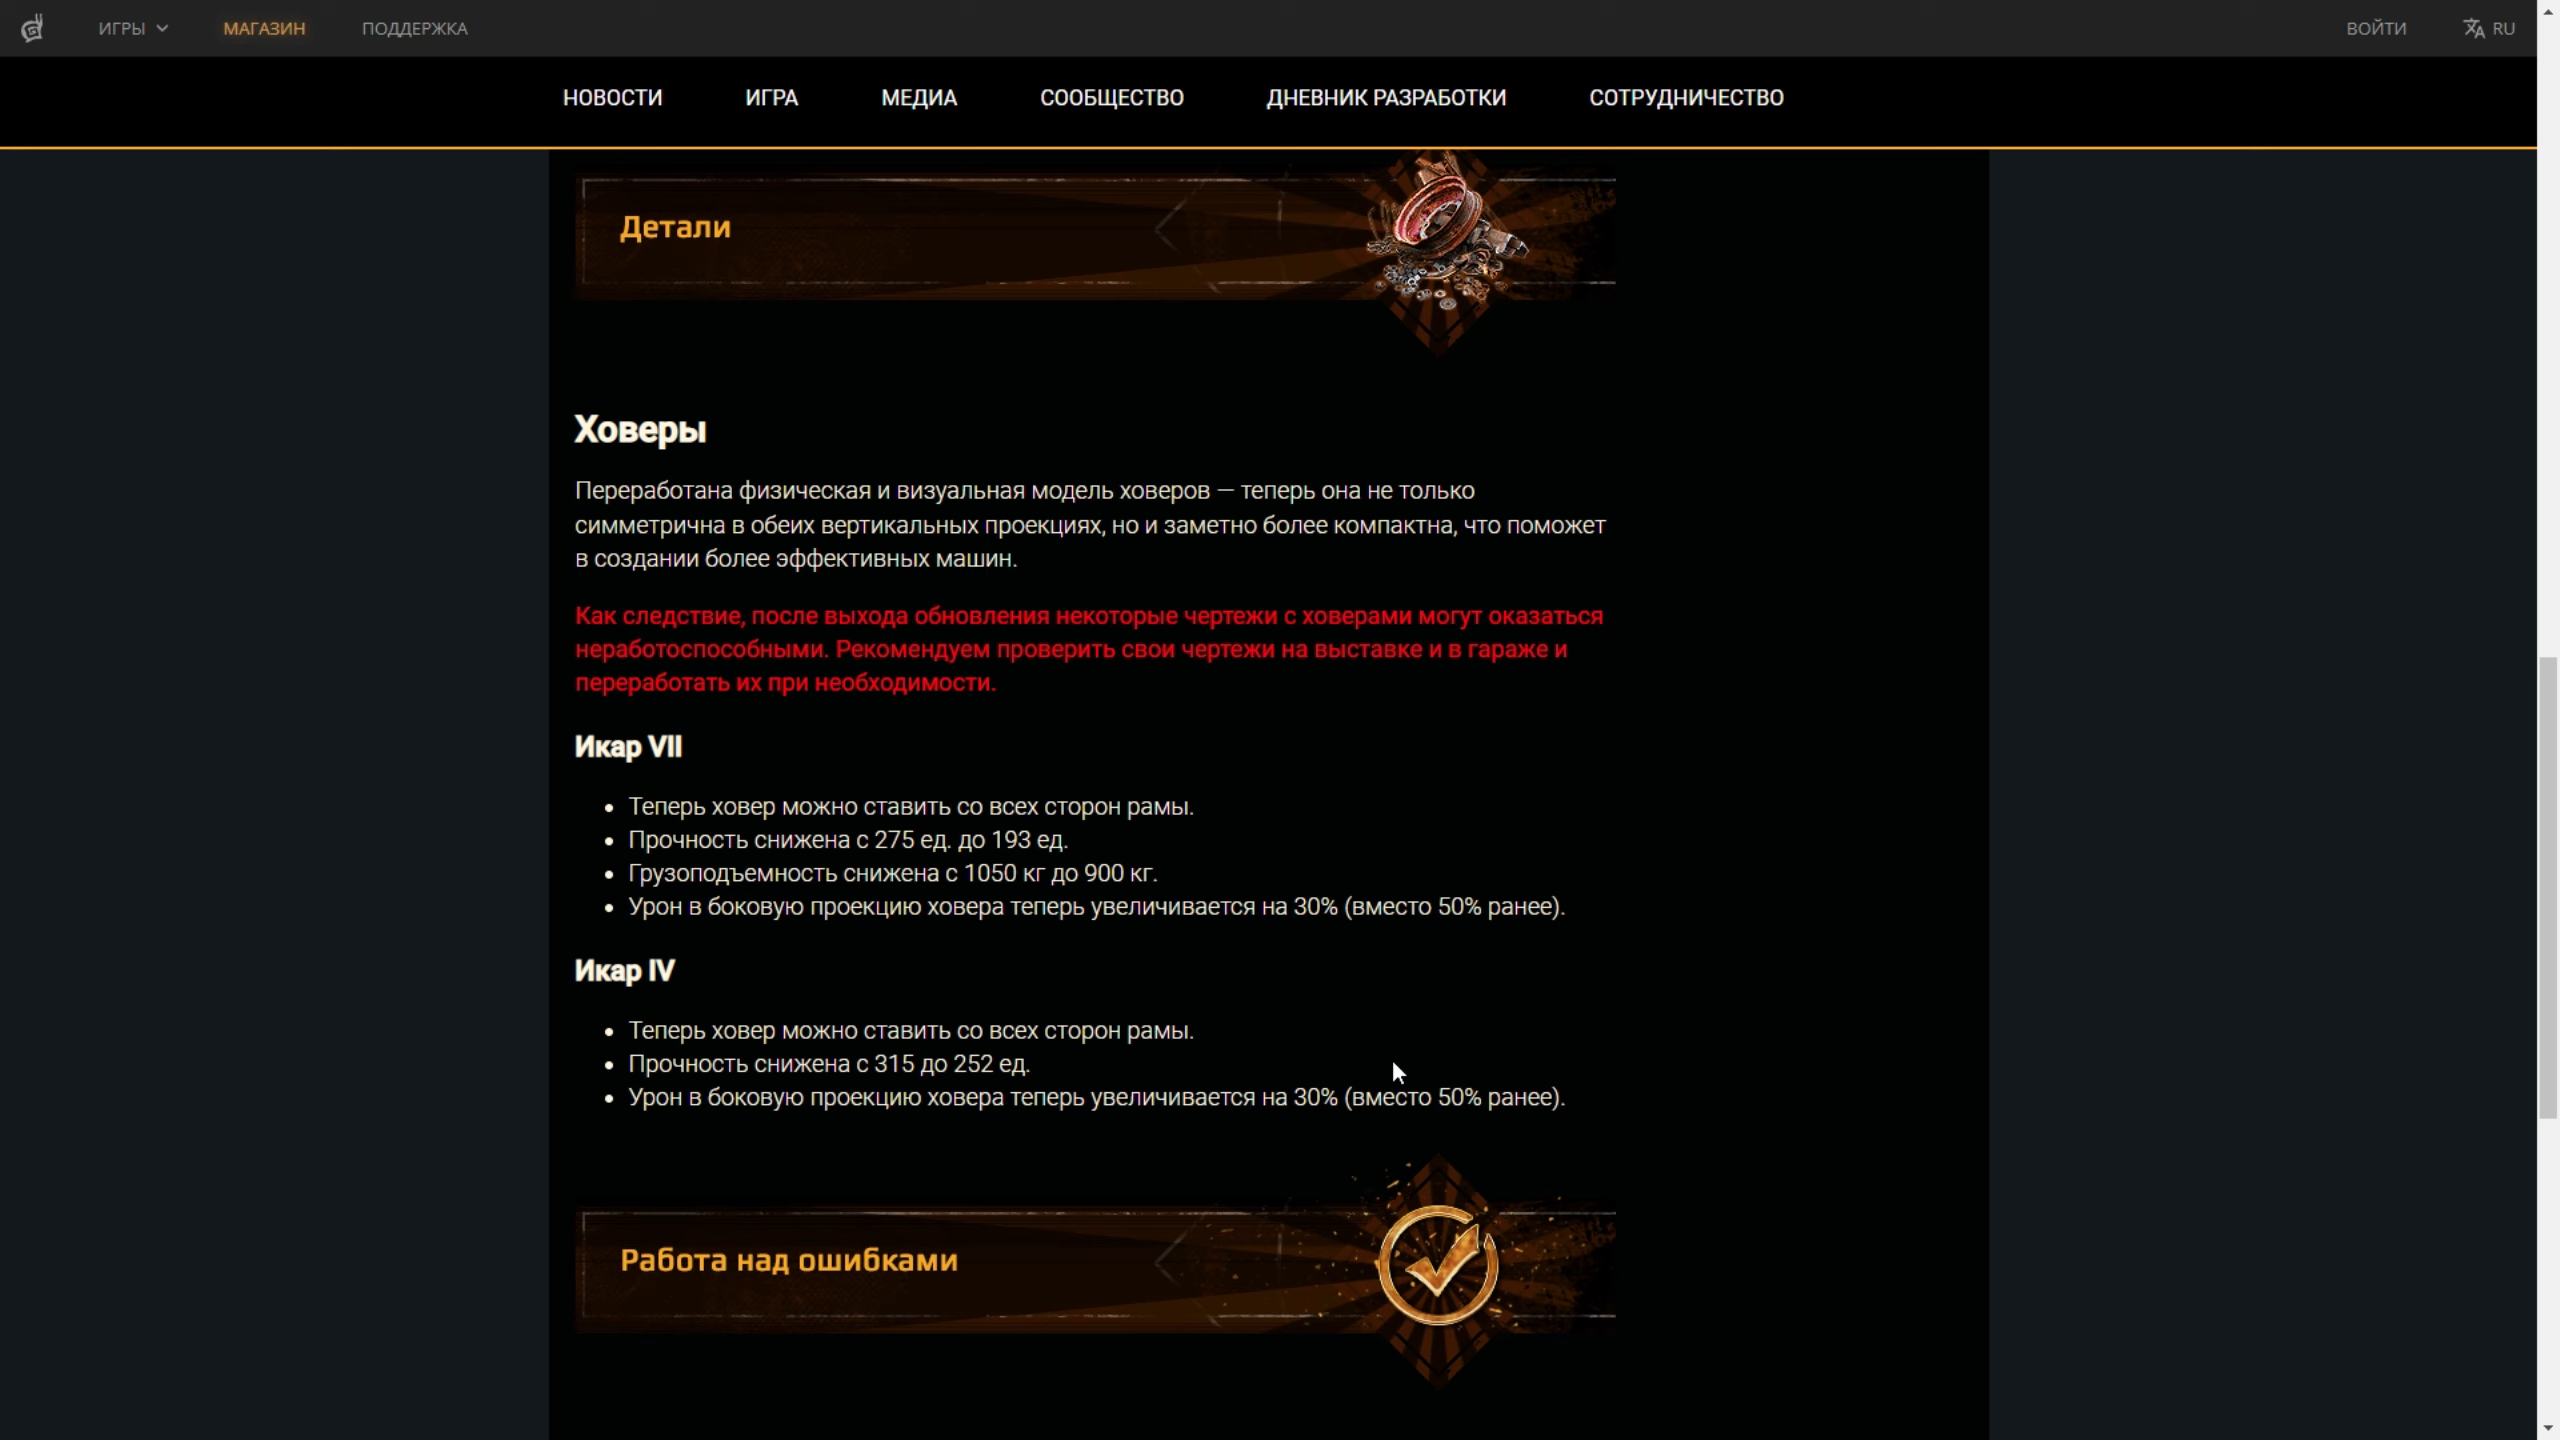 ИГРЫ МАГАЗИН ПОДДЕРЖКА ВОЙТИ RU
НОВОСТИ ИГРА МЕДИА СООБЩЕСТВО ДНЕВНИК РАЗРАБОТКИ СОТРУДНИЧЕСТВО
Детали
Ховеры
Переработана физическая и визуальная модель ховеров — теперь она не только
симметрична в обеих вертикальных проекциях, но и заметно более компактна, что поможет
в создании более эффективных машин.
Как следствие, после выхода обновления некоторые чертежи с ховерами могут оказаться
неработоспособными. Рекомендуем проверить свои чертежи на выставке и в гараже и
переработать их при необходимости.
Икар VII
• Теперь ховер можно ставить со всех сторон рамы.
• Прочность снижена с 275 ед. до 193 ед.
• Грузоподъемность снижена с 1050 кг до 900 кг.
• Урон в боковую проекцию ховера теперь увеличивается на 30% (вместо 50% ранее).
Икар IV
• Теперь ховер можно ставить со всех сторон рамы.
• Прочность снижена с 315 до 252 ед.
• Урон в боковую проекцию ховера теперь увеличивается на 30% (вместо 50% ранее).
Работа над ошибками